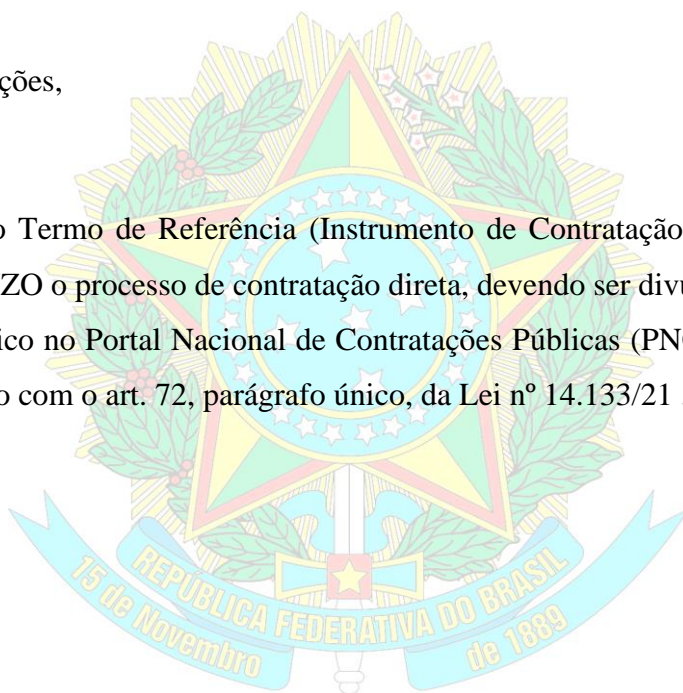 ções,
o Termo de Referência (Instrumento de Contratação
ZO o processo de contratação direta, devendo ser divu
ico no Portal Nacional de Contratações Públicas (PN
o com o art. 72, parágrafo único, da Lei nº 14.133/21
REPÚBLICA FEDERATIVA DO BRASIL
15 de Novembro
de 1889